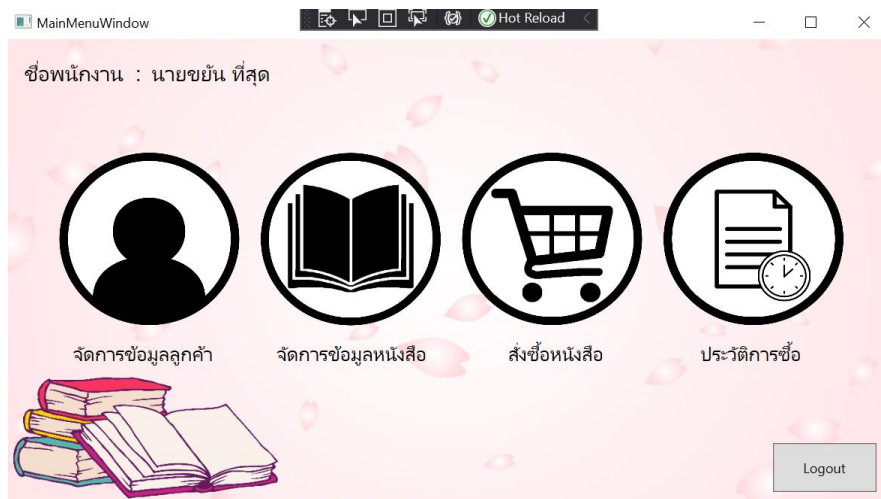 MainMenuWindow
Hot Reload
ชื่อพนักงาน : นายขยัน ที่สุด
จัดการข้อมูลลูกค้า
จัดการข้อมูลหนังสือ
สั่งซื้อหนังสือ
ประวัติการซื้อ
Logout